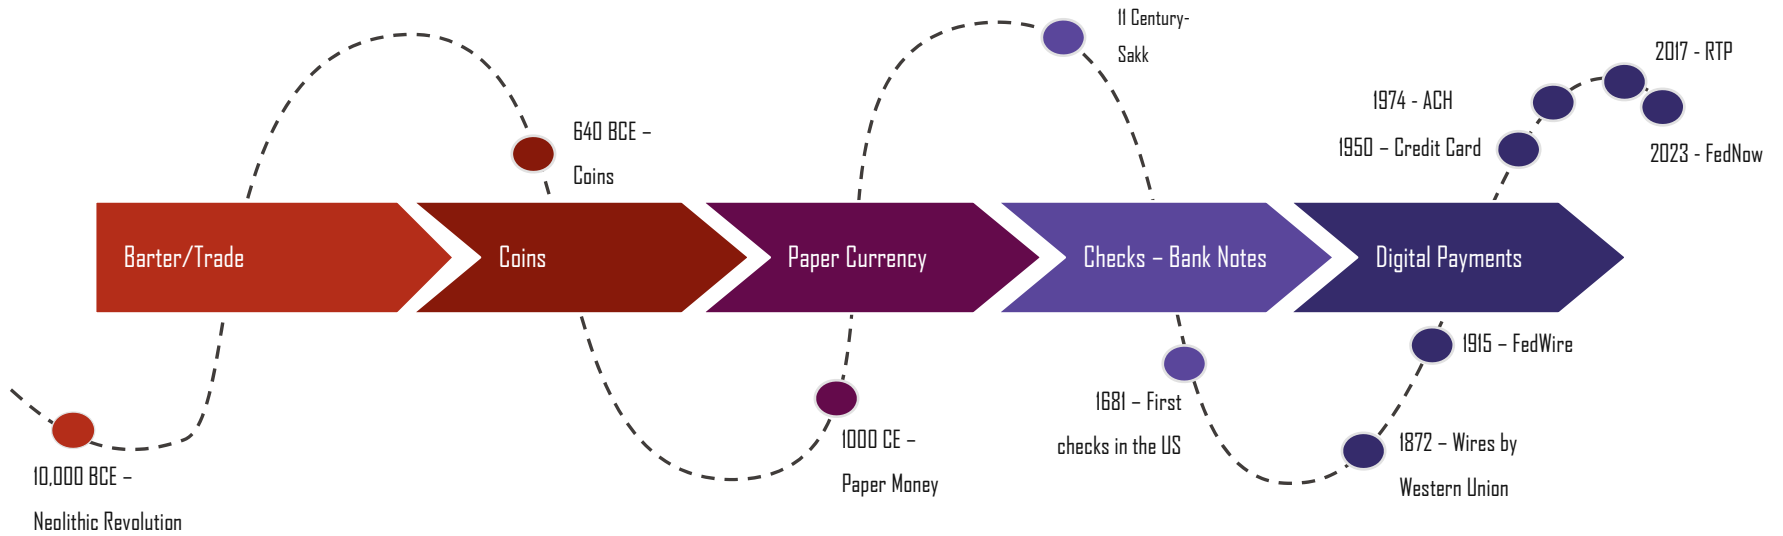 11 Century-
Sakk
2017 - RTP
1974 - ACH
640 BCE –
Coins
1950 – Credit Card
2023 - FedNow
Barter/Trade
Coins
Paper Currency
Checks – Bank Notes
Digital Payments
1915 – FedWire
1681 – First
checks in the US
1000 CE –
Paper Money
1872 – Wires by
Western Union
10,000 BCE –
Neolithic Revolution